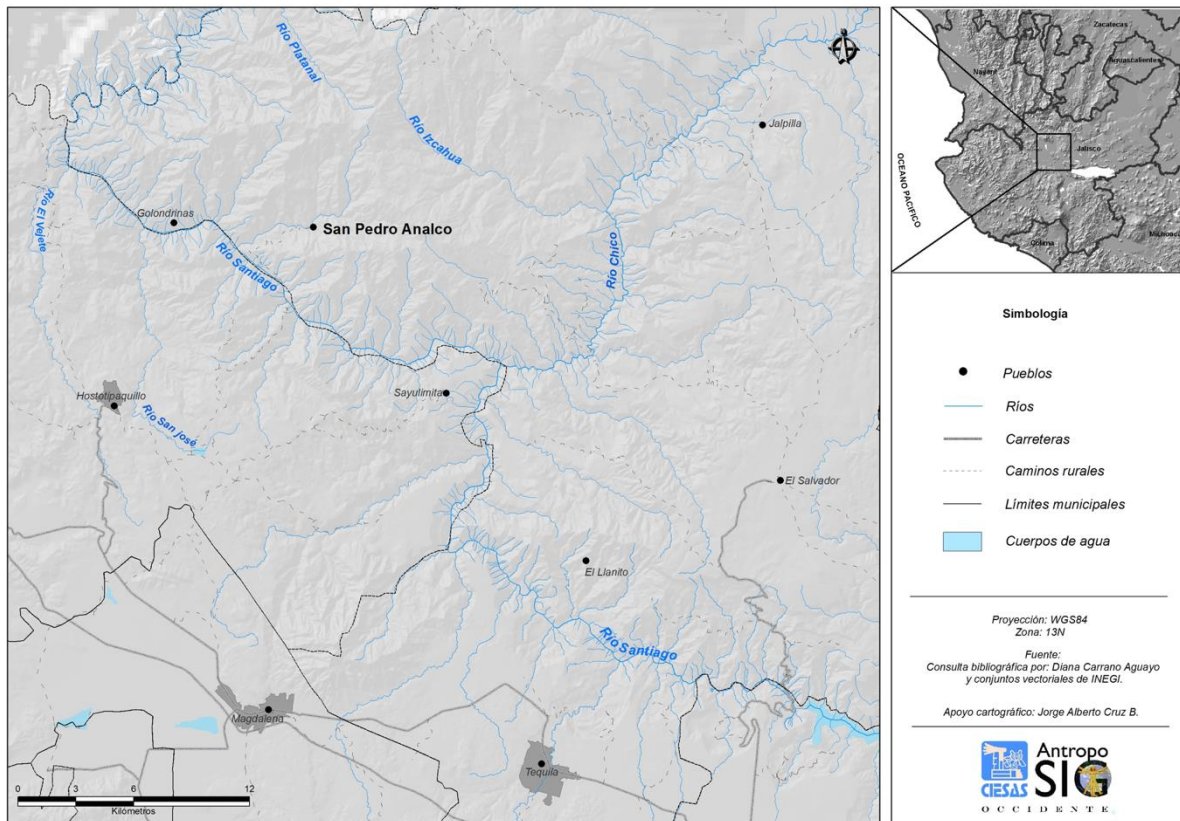 Río Platanal
Río Izcahua
Jalpilla
Río El Vejete
Golondrinas
San Pedro Analco
Río Santiago
Río Chico
Hostotipaquillo
Sayulimita
Río San josé
El Salvador
El Llanito
Río Santiago
Magdalena
Tequila
0 3 6 12
Kilómetros
Zacatecas
Aguascalientes
Nayarit
Jalisco
OCEANO PACIFICO
Colima
Simbología
Pueblos
Ríos
Carreteras
Caminos rurales
Límites municipales
Cuerpos de agua
Proyección: WGS84
Zona: 13N
Fuente:
Consulta bibliográfica por: Diana Carrano Aguayo
y conjuntos vectoriales de INEGI.
Apoyo cartográfico: Jorge Alberto Cruz B.
CIESAS
Antropo
SIG
OCCIDENTE